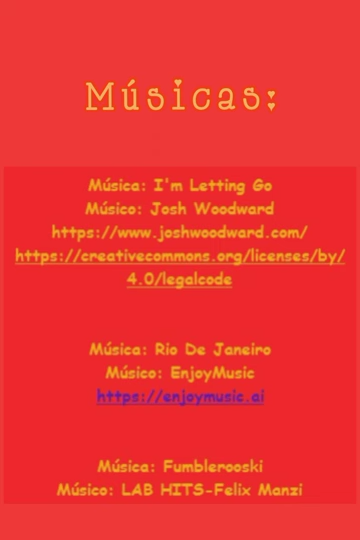 Músicas:
Música: I'm Letting Go
Músico: Josh Woodward
https://www.joshwoodward.com/
https://creativecommons.org/licenses/by/
4.0/legalcode
Música: Rio De Janeiro
Músico: EnjoyMusic
https://enjoymusic.ai
Música: Fumblerooski
Músico: LAB HITS-Felix Manzi